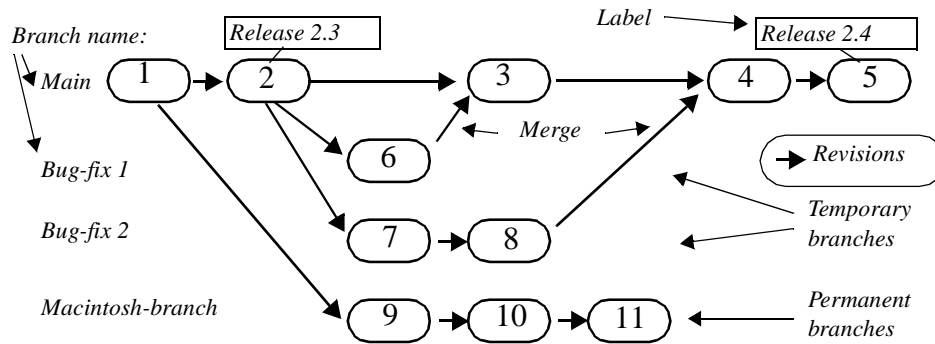 Label
Branch name:
Release 2.3
Release 2.4
Main
1
2
3
4
5
Merge
6
Bug-fix 1
Revisions
Bug-fix 2
7
8
Temporary
branches
Macintosh-branch
9
10
11
Permanent
branches